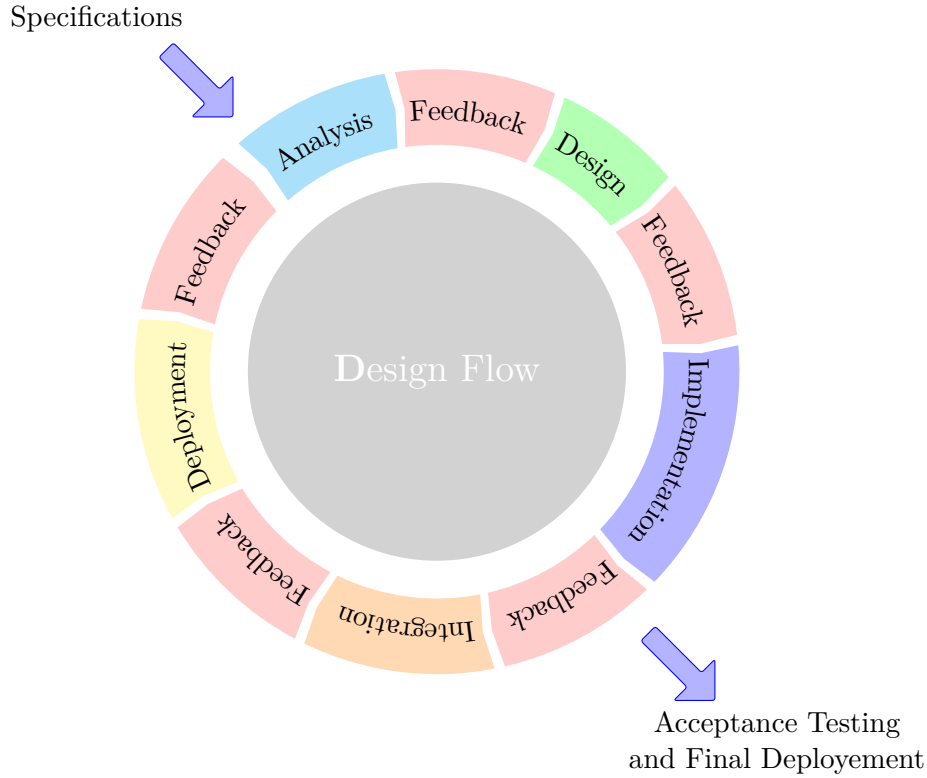 Specifications
Analysis
Feedback
Design
Feedback
Implementation
Feedback
Integration
Feedback
Deployment
Feedback
Design Flow
Acceptance Testing
and Final Deployement